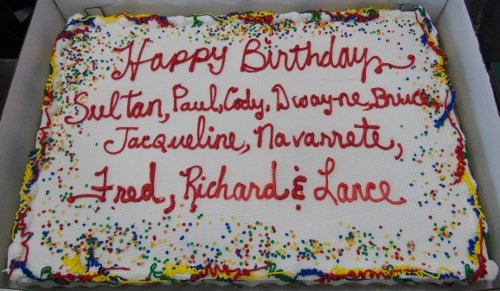 Happy Birthday
Sultan, Paul, Cody, Dwayne, Bruce,
Jacqueline, Navarrete,
Fred, Richard & Lance